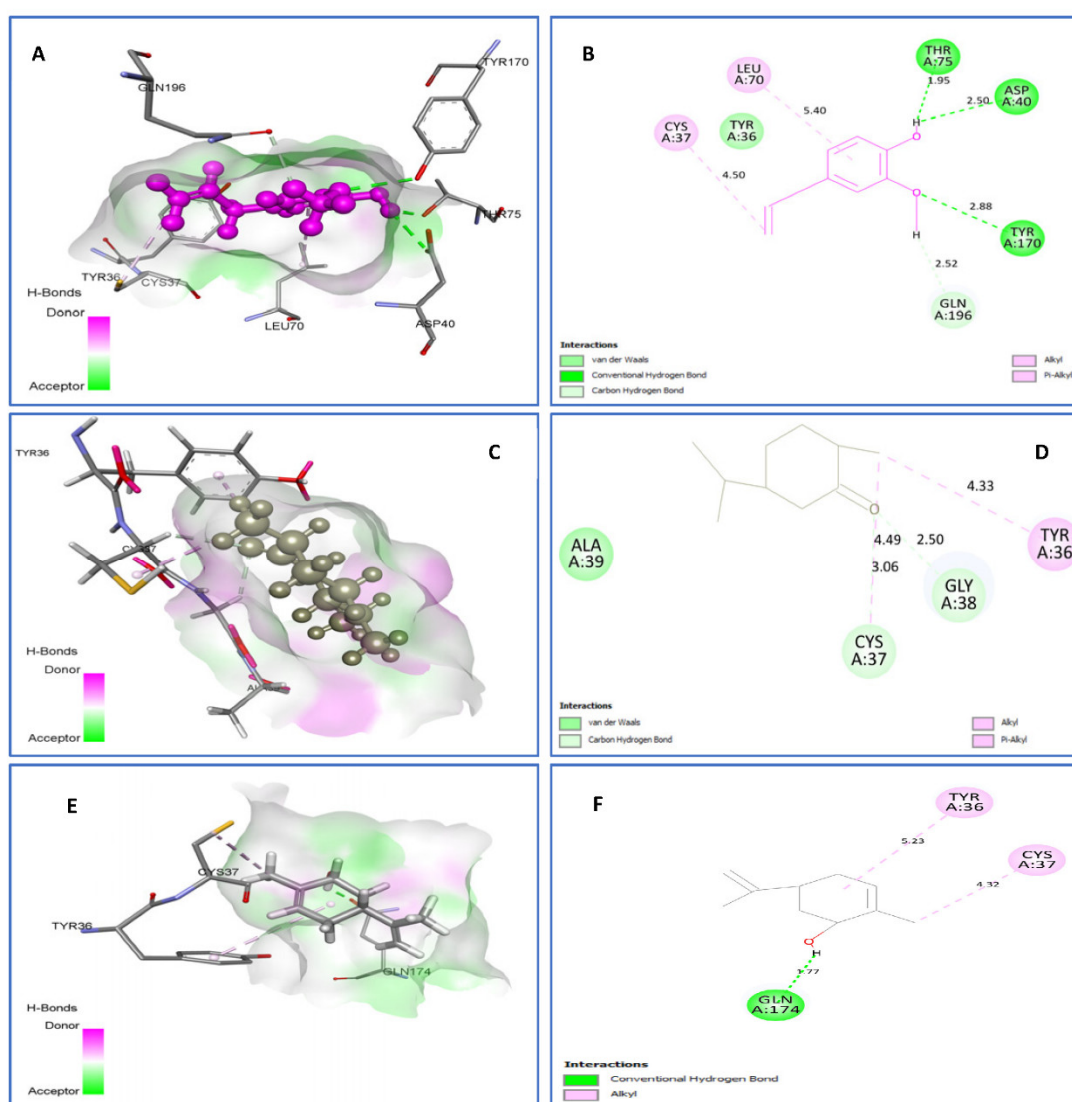 A
GLN196
TYR170
THR75
TYR36
CYS37
LEU70
ASP40
H-Bonds
Donor
Acceptor
B
THR
A:75
1.95
ASP
A:40
2.50
LEU
A:70
5.40
CYS
A:37
TYR
A:36
4.50
H
O
O
H
2.88
TYR
A:170
2.52
GLN
A:196
Interactions
van der Waals
Conventional Hydrogen Bond
Carbon Hydrogen Bond
Alkyl
Pi-Alkyl
C
TYR36
CYS37
H-Bonds
Donor
Acceptor
D
O
4.33
TYR
A:36
4.49
2.50
3.06
ALA
A:39
GLY
A:38
CYS
A:37
Interactions
van der Waals
Carbon Hydrogen Bond
Alkyl
Pi-Alkyl
E
CYS37
TYR36
GLN174
H-Bonds
Donor
Acceptor
F
TYR
A:36
5.23
CYS
A:37
4.32
O
H
1.77
GLN
A:174
Interactions
Conventional Hydrogen Bond
Alkyl